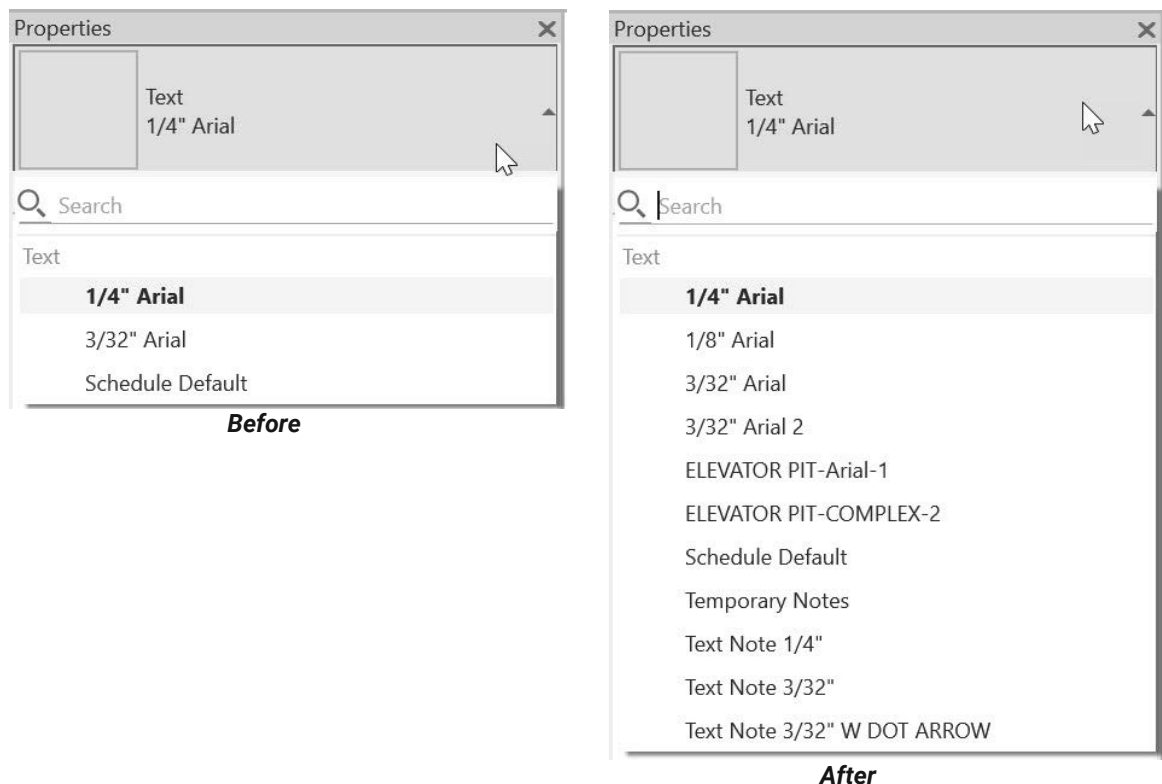 Properties
Text
1/4" Arial
Search
Text
1/4" Arial
3/32" Arial
Schedule Default
Before
Properties
Text
1/4" Arial
Search
Text
1/4" Arial
1/8" Arial
3/32" Arial
3/32" Arial 2
ELEVATOR PIT-Arial-1
ELEVATOR PIT-COMPLEX-2
Schedule Default
Temporary Notes
Text Note 1/4"
Text Note 3/32"
Text Note 3/32" W DOT ARROW
After